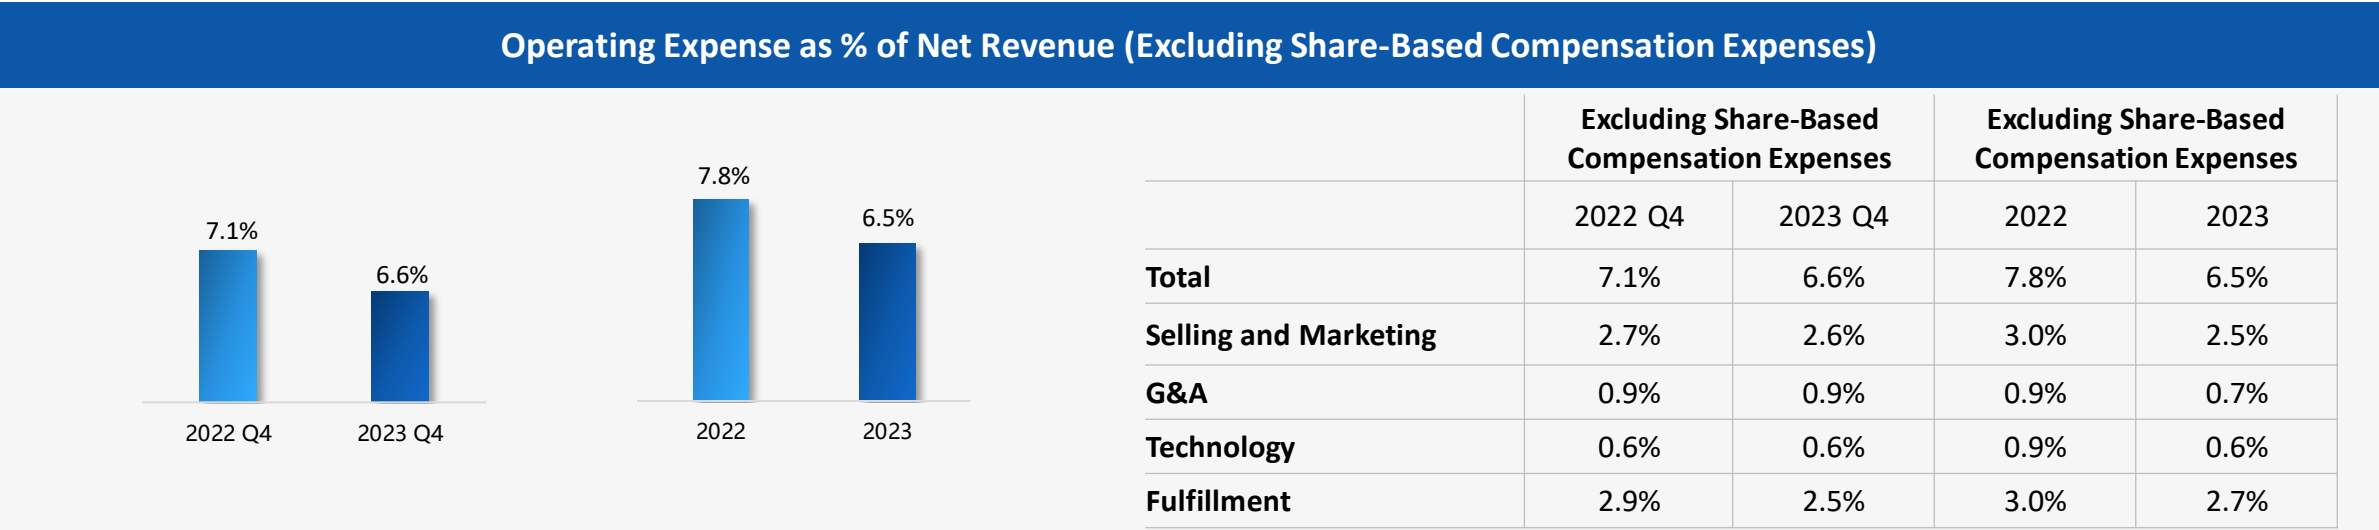 Operating Expense as % of Net Revenue (Excluding Share-Based Compensation Expenses)
7.1%
6.6%
2022 Q4 2023 Q4
7.8%
6.5%
2022 2023
Excluding Share-Based Excluding Share-Based
Compensation Expenses Compensation Expenses
2022 Q4 2023 Q4 2022 2023
Total 7.1% 6.6% 7.8% 6.5%
Selling and Marketing 2.7% 2.6% 3.0% 2.5%
G&A 0.9% 0.9% 0.9% 0.7%
Technology 0.6% 0.6% 0.9% 0.6%
Fulfillment 2.9% 2.5% 3.0% 2.7%